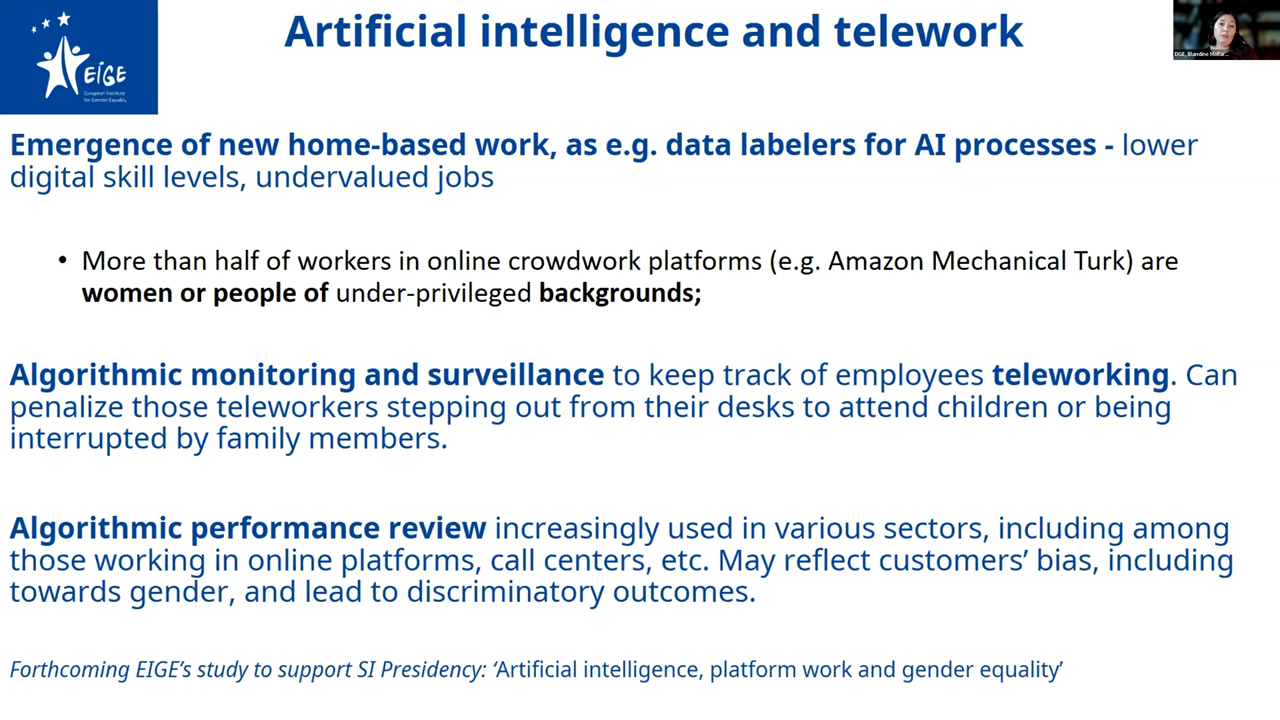 Artificial intelligence and telework
EIGE
European Institute
for Gender Equality
EIGE, Blandine Mollar...
Emergence of new home-based work, as e.g. data labelers for AI processes - lower
digital skill levels, undervalued jobs
• More than half of workers in online crowdwork platforms (e.g. Amazon Mechanical Turk) are
women or people of under-privileged backgrounds;
Algorithmic monitoring and surveillance to keep track of employees teleworking. Can
penalize those teleworkers stepping out from their desks to attend children or being
interrupted by family members.
Algorithmic performance review increasingly used in various sectors, including among
those working in online platforms, call centers, etc. May reflect customers’ bias, including
towards gender, and lead to discriminatory outcomes.
Forthcoming EIGE’s study to support SI Presidency: ‘Artificial intelligence, platform work and gender equality’